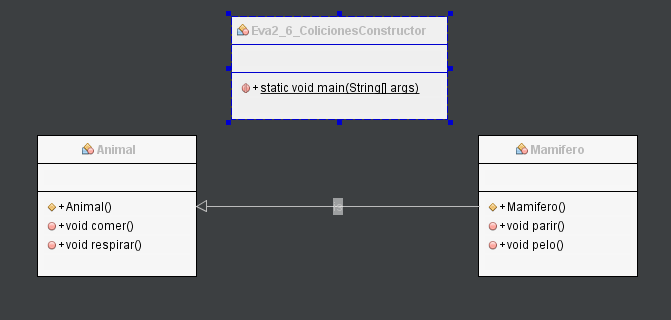 Eva2_6_ColicionesConstructor
+ static void main(String[] args)
Animal
+Animal()
+void comer()
+void respirar()
Mamifero
+Mamifero()
+void parir()
+void pelo()